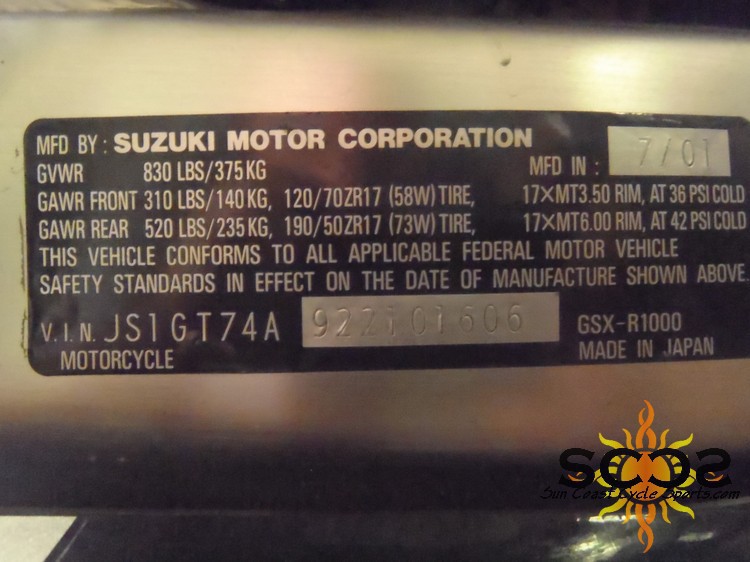 MFD BY : SUZUKI MOTOR CORPORATION
GVWR 830 LBS/375 KG MFD IN : 7/01
GAWR FRONT 310 LBS/140 KG, 120/70ZR17 (58W) TIRE, 17×MT3.50 RIM, AT 36 PSI COLD
GAWR REAR 520 LBS/235 KG, 190/50ZR17 (73W) TIRE, 17×MT6.00 RIM, AT 42 PSI COLD
THIS VEHICLE CONFORMS TO ALL APPLICABLE FEDERAL MOTOR VEHICLE
SAFETY STANDARDS IN EFFECT ON THE DATE OF MANUFACTURE SHOWN ABOVE.
V.I.N. JS1GT74A 922101606 GSX-R1000
MOTORCYCLE MADE IN JAPAN
SCCS
Sun Coast Cycle Sports.com